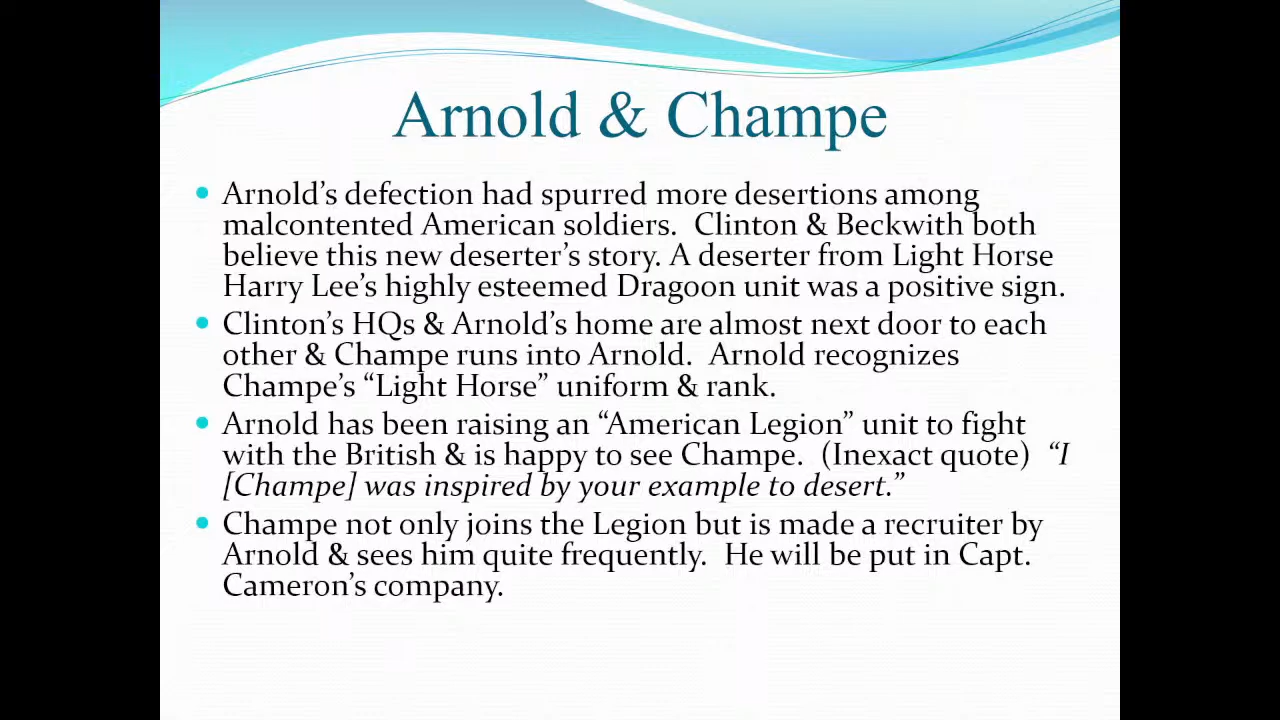 Arnold & Champe
• Arnold’s defection had spurred more desertions among
malcontented American soldiers.  Clinton & Beckwith both
believe this new deserter’s story. A deserter from Light Horse
Harry Lee’s highly esteemed Dragoon unit was a positive sign.
• Clinton’s HQs & Arnold’s home are almost next door to each
other & Champe runs into Arnold.  Arnold recognizes
Champe’s “Light Horse” uniform & rank.
• Arnold has been raising an “American Legion” unit to fight
with the British & is happy to see Champe.  (Inexact quote)  “I
[Champe] was inspired by your example to desert.”
• Champe not only joins the Legion but is made a recruiter by
Arnold & sees him quite frequently.  He will be put in Capt.
Cameron’s company.